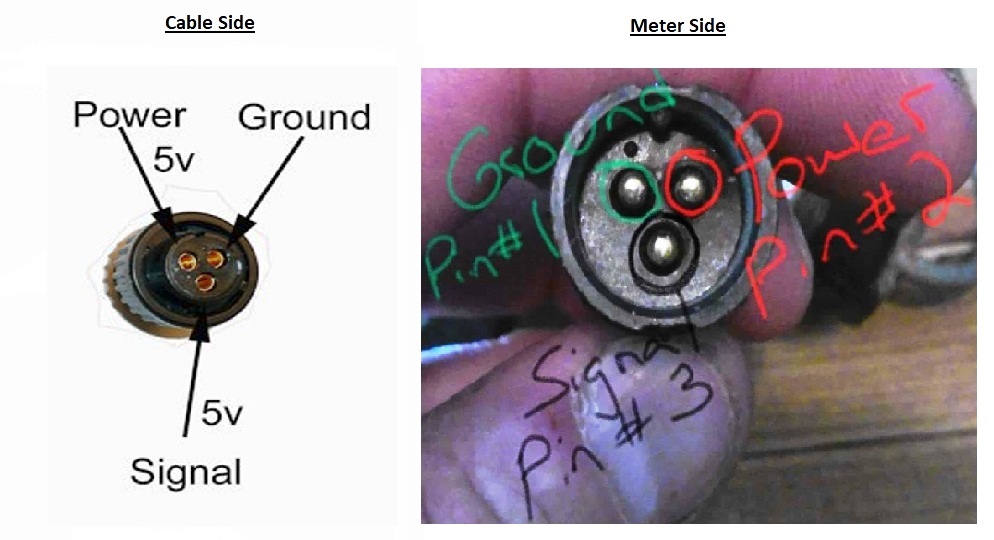 Cable Side
Meter Side
Power
Ground
5v
5v
Signal
Ground
Pin#1
Power
Pin#2
Signal
Pin#3